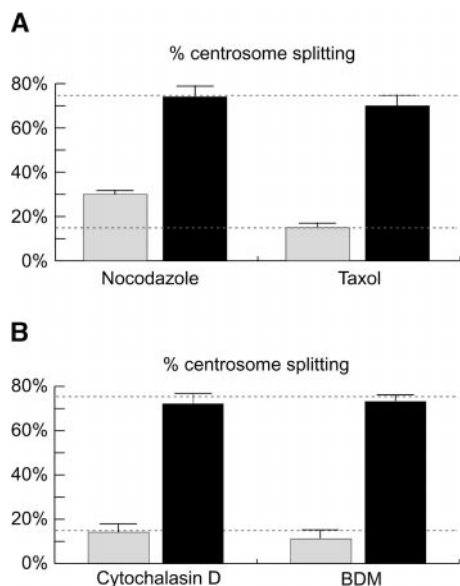 A
% centrosome splitting
80%
60%
40%
20%
0%
Nocodazole Taxol
B
% centrosome splitting
80%
60%
40%
20%
0%
Cytochalasin D BDM